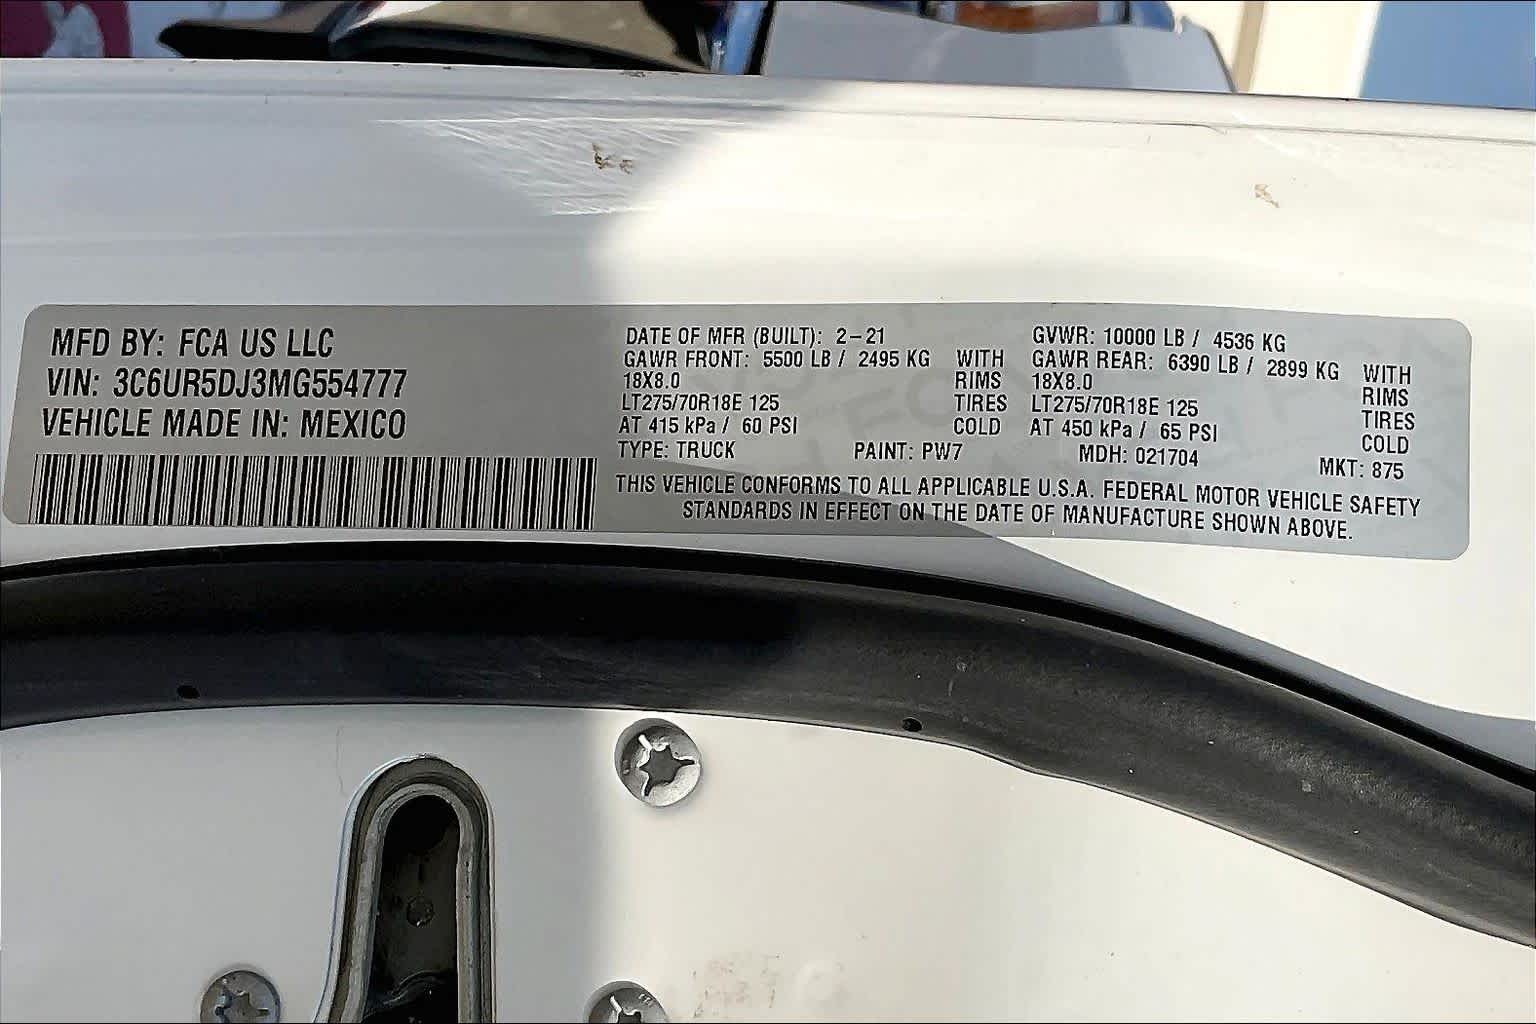 MFD BY: FCA US LLC
VIN: 3C6UR5DJ3MG554777
VEHICLE MADE IN: MEXICO
DATE OF MFR (BUILT): 2-21
GAWR FRONT: 5500 LB / 2495 KG WITH
18X8.0 RIMS
LT275/70R18E 125 TIRES
AT 415 kPa / 60 PSI COLD
GVWR: 10000 LB / 4536 KG
GAWR REAR: 6390 LB / 2899 KG WITH
18X8.0 RIMS
LT275/70R18E 125 TIRES
AT 450 kPa / 65 PSI COLD
TYPE: TRUCK PAINT: PW7 MDH: 021704 MKT: 875
THIS VEHICLE CONFORMS TO ALL APPLICABLE U.S.A. FEDERAL MOTOR VEHICLE SAFETY
STANDARDS IN EFFECT ON THE DATE OF MANUFACTURE SHOWN ABOVE.